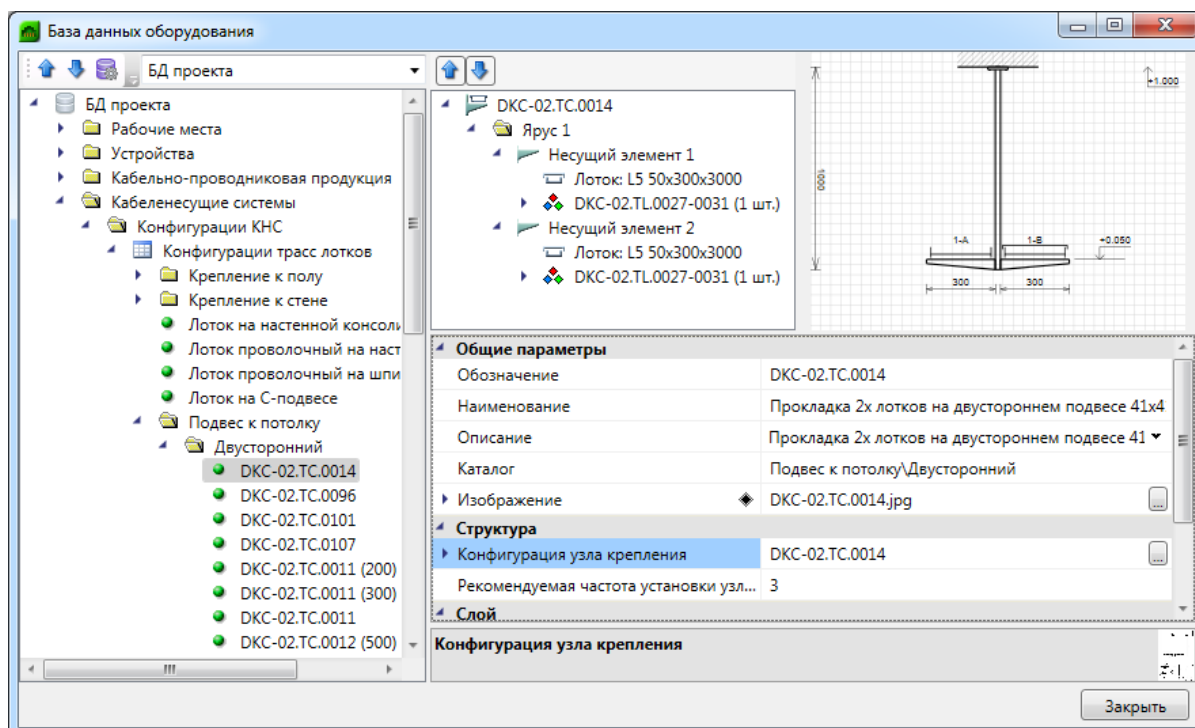 База данных оборудования
БД проекта
БД проекта
Рабочие места
Устройства
Кабельно-проводниковая продукция
Кабеленесущие системы
Конфигурации КНС
Конфигурации трасс лотков
Крепление к полу
Крепление к стене
Лоток на настенной консоли
Лоток проволочный на наст
Лоток проволочный на шпи
Лоток на С-подвесе
Подвес к потолку
Двусторонний
DKC-02.TC.0014
DKC-02.TC.0096
DKC-02.TC.0101
DKC-02.TC.0107
DKC-02.TC.0011 (200)
DKC-02.TC.0011 (300)
DKC-02.TC.0011
DKC-02.TC.0012 (500)
DKC-02.TC.0014
Ярус 1
Несущий элемент 1
Лоток: L5 50x300x3000
DKC-02.TL.0027-0031 (1 шт.)
Несущий элемент 2
Лоток: L5 50x300x3000
DKC-02.TL.0027-0031 (1 шт.)
+1.000
1000
1-A 1-B +0.050
300 300
Общие параметры
Обозначение DKC-02.TC.0014
Наименование Прокладка 2х лотков на двустороннем подвесе 41x4
Описание Прокладка 2х лотков на двустороннем подвесе 41
Каталог Подвес к потолку\Двусторонний
Изображение DKC-02.TC.0014.jpg ...
Структура
Конфигурация узла крепления DKC-02.TC.0014 ...
Рекомендуемая частота установки узл... 3
Слой
Конфигурация узла крепления
Закрыть